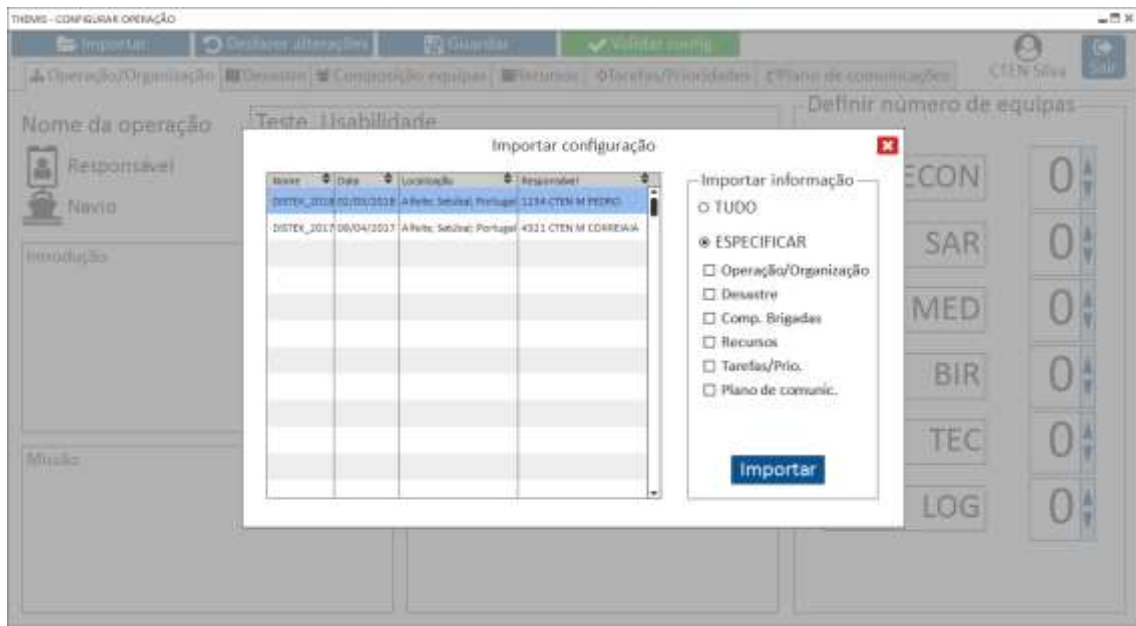 THEMIS - CONFIGURAR OPERAÇÃO
Importar Desfazer alterações Guardar Validar config.
CTEN Silva Sair
Operação/Organização Desastre Composição equipas Recursos Tarefas/Prioridades Plano de comunicações
Nome da operação Teste Usabilidade
Definir número de equipas
Responsável
Navio
Introdução
Missão
Importar configuração
Nome Data Localização Responsável
DISTEX_2018 02/03/2018 Alfeite; Setúbal; Portugal 1234 CTEN M PEDRO
DISTEX_2017 08/04/2017 Alfeite; Setúbal; Portugal 4321 CTEN M CORREIAIA
Importar informação
TUDO
ESPECIFICAR
Operação/Organização
Desastre
Comp. Brigadas
Recursos
Tarefas/Prio.
Plano de comunic.
Importar
ECON 0
SAR 0
MED 0
BIR 0
TEC 0
LOG 0